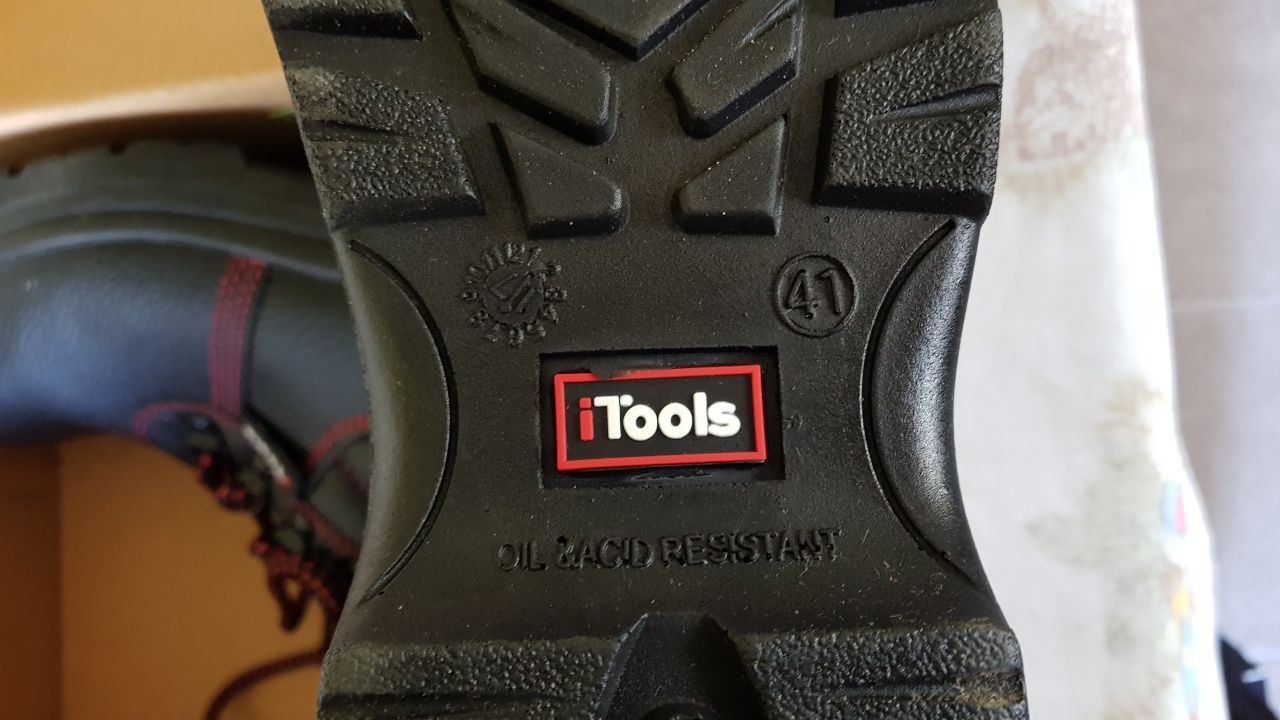 41
iTools
OIL & ACID RESISTANT